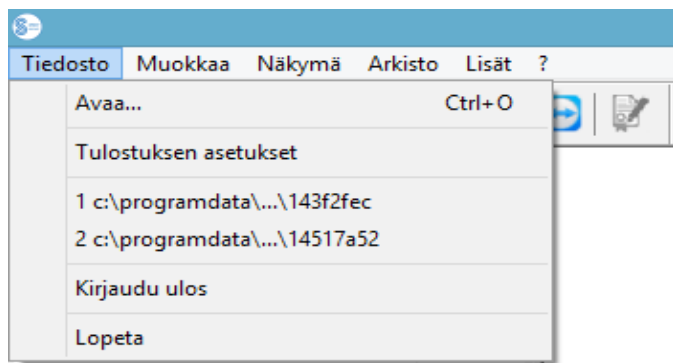 Tiedosto Muokkaa Näkymä Arkisto Lisät ?
Avaa... Ctrl+O
Tulostuksen asetukset
1 c:\programdata\...\143f2fec
2 c:\programdata\...\14517a52
Kirjaudu ulos
Lopeta